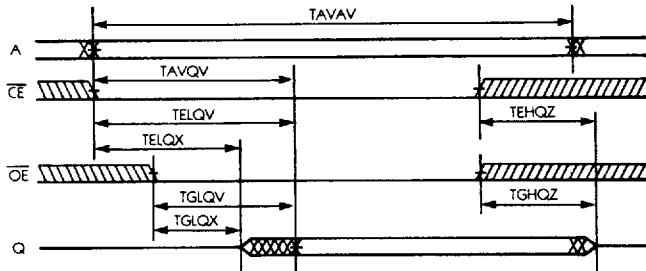 TAVAV
A
TAVQV
CE
TELQV
TEHQZ
TELQX
OE
TGLQV
TGHQZ
TGLQX
Q